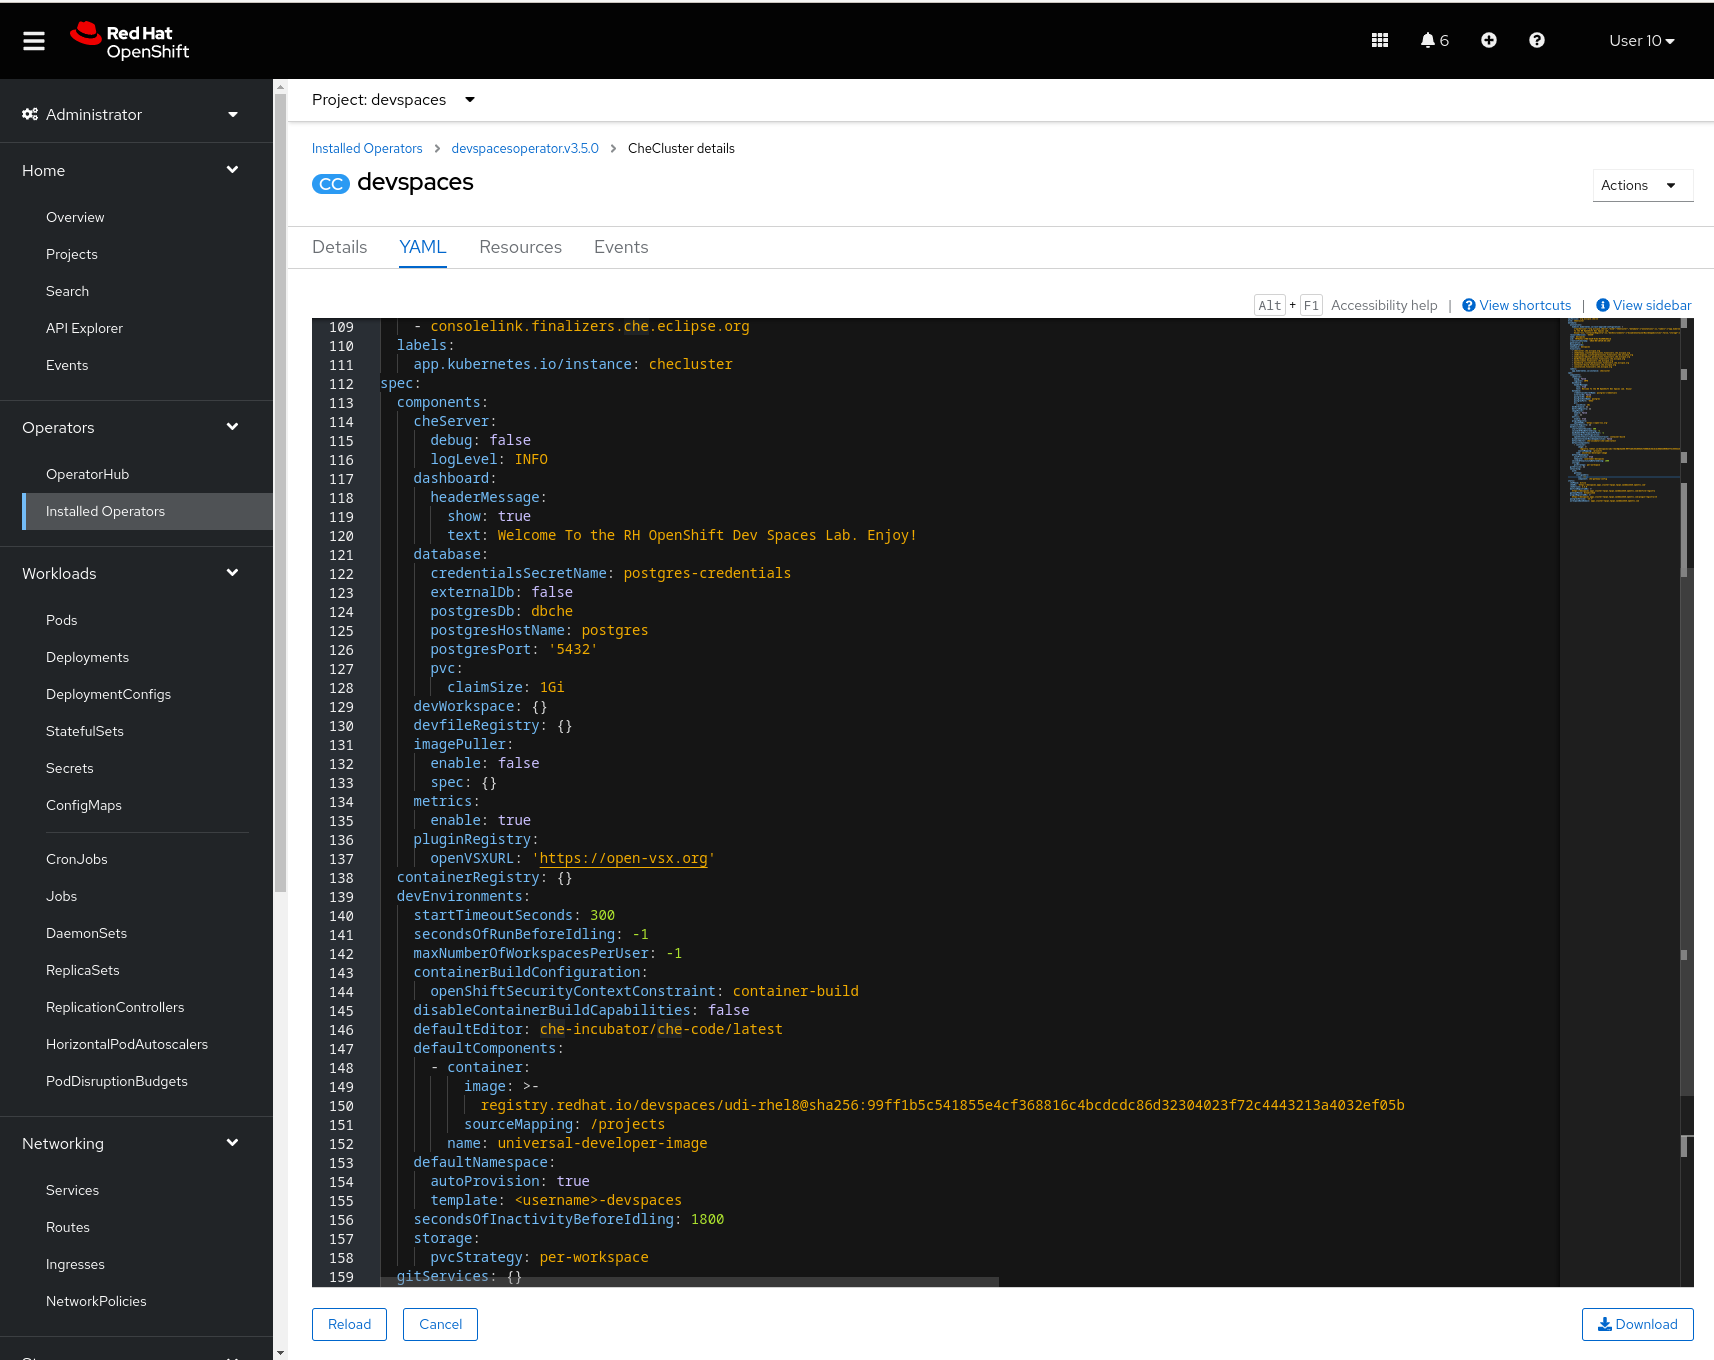 Red Hat
OpenShift
6
User 10
Administrator
Home
Overview
Projects
Search
API Explorer
Events
Operators
OperatorHub
Installed Operators
Workloads
Pods
Deployments
DeploymentConfigs
StatefulSets
Secrets
ConfigMaps
CronJobs
Jobs
DaemonSets
ReplicaSets
ReplicationControllers
HorizontalPodAutoscalers
PodDisruptionBudgets
Networking
Services
Routes
Ingresses
NetworkPolicies
Project: devspaces
Installed Operators > devspacesoperator.v3.5.0 > CheCluster details
CC devspaces
Actions
Details YAML Resources Events
Alt + F1 Accessibility help | View shortcuts | View sidebar
109 - consolelink.finalizers.che.eclipse.org
110 labels:
111 app.kubernetes.io/instance: checluster
112 spec:
113 components:
114 cheServer:
115 debug: false
116 logLevel: INFO
117 dashboard:
118 headerMessage:
119 show: true
120 text: Welcome To the RH OpenShift Dev Spaces Lab. Enjoy!
121 database:
122 credentialsSecretName: postgres-credentials
123 externalDb: false
124 postgresDb: dbche
125 postgresHostName: postgres
126 postgresPort: '5432'
127 pvc:
128 claimSize: 1Gi
129 devWorkspace: {}
130 devfileRegistry: {}
131 imagePuller:
132 enable: false
133 spec: {}
134 metrics:
135 enable: true
136 pluginRegistry:
137 openVSXURL: 'https://open-vsx.org'
138 containerRegistry: {}
139 devEnvironments:
140 startTimeoutSeconds: 300
141 secondsOfRunBeforeIdling: -1
142 maxNumberOfWorkspacesPerUser: -1
143 containerBuildConfiguration:
144 openShiftSecurityContextConstraint: container-build
145 disableContainerBuildCapabilities: false
146 defaultEditor: che-incubator/che-code/latest
147 defaultComponents:
148 - container:
149 image: >-
150 registry.redhat.io/devspaces/udi-rhel8@sha256:99ff1b5c541855e4cf368816c4bcdcdc86d32304023f72c4443213a4032ef05b
151 sourceMapping: /projects
152 name: universal-developer-image
153 defaultNamespace:
154 autoProvision: true
155 template: <username>-devspaces
156 secondsOfInactivityBeforeIdling: 1800
157 storage:
158 pvcStrategy: per-workspace
159 gitServices: {}
Reload Cancel Download